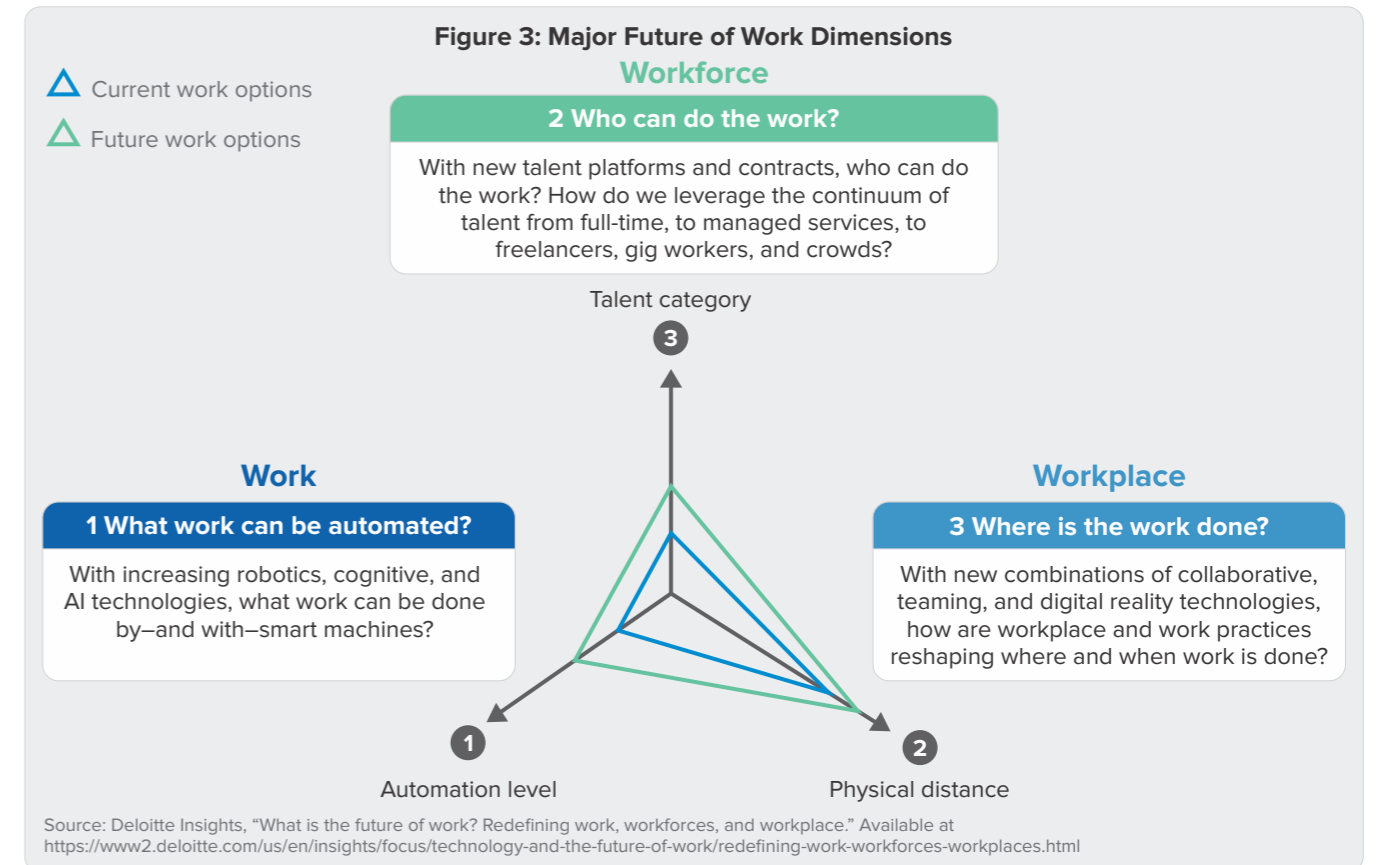 Figure 3: Major Future of Work Dimensions
Current work options
Future work options
Workforce
2 Who can do the work?
With new talent platforms and contracts, who can do
the work? How do we leverage the continuum of
talent from full-time, to managed services, to
freelancers, gig workers, and crowds?
Talent category
3
Work
1 What work can be automated?
With increasing robotics, cognitive, and
AI technologies, what work can be done
by–and with–smart machines?
Workplace
3 Where is the work done?
With new combinations of collaborative,
teaming, and digital reality technologies,
how are workplace and work practices
reshaping where and when work is done?
1
Automation level
2
Physical distance
Source: Deloitte Insights, “What is the future of work? Redefining work, workforces, and workplace.” Available at
https://www2.deloitte.com/us/en/insights/focus/technology-and-the-future-of-work/redefining-work-workforces-workplaces.html